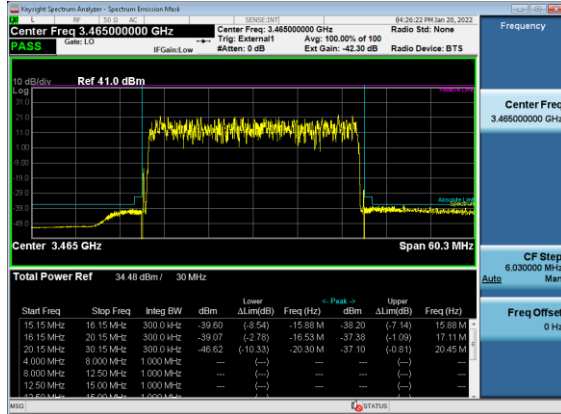 Keysight Spectrum Analyzer - Spectrum Emission Mask
RF 50 Ω AC SENSE:INT 04:26:22 PM Jan 20, 2022
Center Freq 3.465000000 GHz Center Freq: 3.465000000 GHz Radio Std: None Frequency
PASS Gate: LO IFGain:Low Trig: External1 Avg: 100.00% of 100
#Atten: 0 dB Ext Gain: -42.30 dB Radio Device: BTS
10 dB/div Ref 41.0 dBm
Log
31.0
21.0
11.0
1.00
-9.00
-19.0
-29.0
-39.0
-49.0
Absolute Limit
Spectrum
Center 3.465 GHz Span 60.3 MHz
Total Power Ref 34.48 dBm / 30 MHz
Lower <- Peak -> Upper
Start Freq Stop Freq Integ BW dBm ΔLim(dB) Freq (Hz) dBm ΔLim(dB) Freq (Hz)
15.15 MHz 16.15 MHz 300.0 kHz -39.60 (-8.54) -15.88 M -38.20 (-7.14) 15.88 M
16.15 MHz 20.15 MHz 300.0 kHz -39.07 (-2.78) -16.53 M -37.38 (-1.09) 17.11 M
20.15 MHz 30.15 MHz 300.0 kHz -46.62 (-10.33) -20.30 M -37.10 (-0.81) 20.45 M
4.000 MHz 8.000 MHz 1.000 MHz --- (---) --- --- (---) ---
8.000 MHz 12.50 MHz 1.000 MHz --- (---) --- --- (---) ---
12.50 MHz 15.00 MHz 1.000 MHz --- (---) --- --- (---) ---
Center Freq
3.465000000 GHz
CF Step
6.030000 MHz
Auto Man
Freq Offset
0 Hz
MSG STATUS